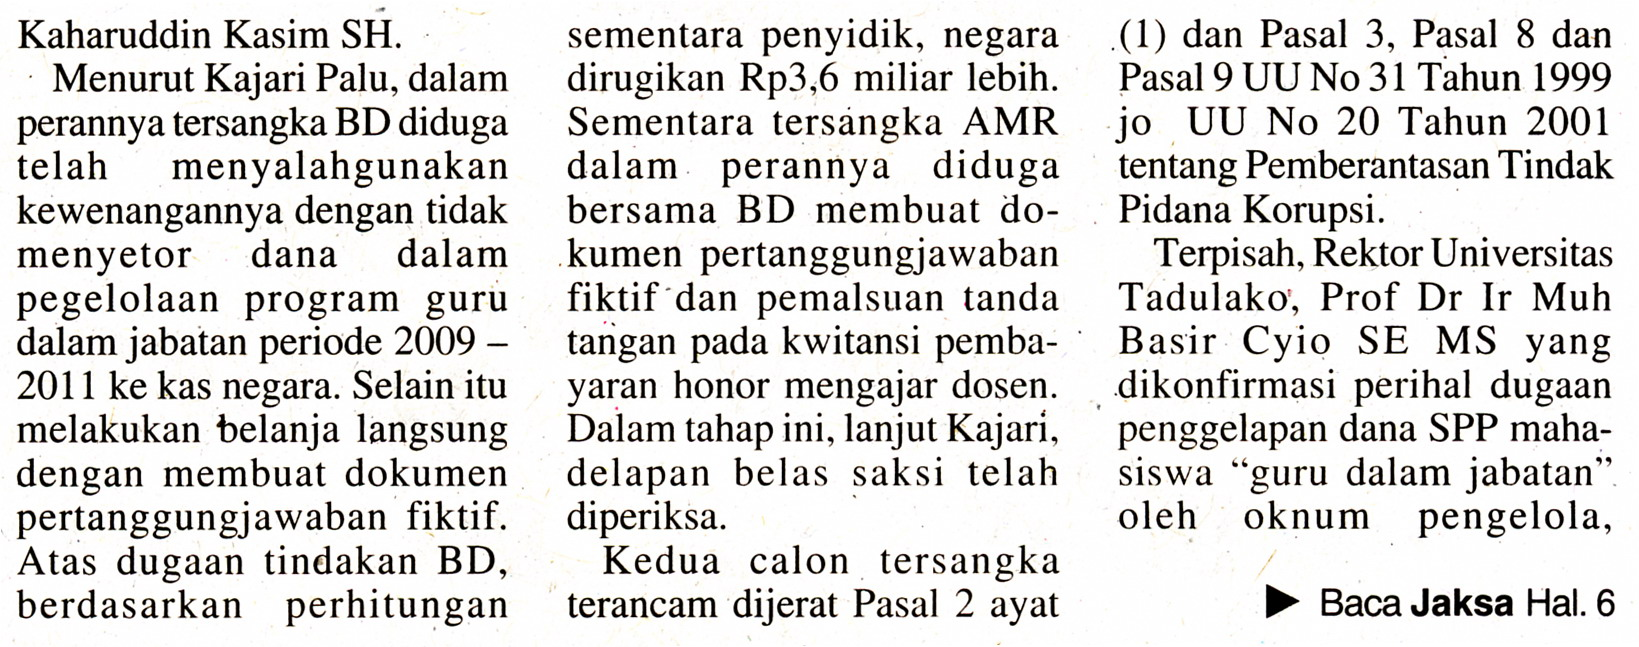 Kaharuddin Kasim SH.
Menurut Kajari Palu, dalam
perannya tersangka BD diduga
telah menyalahgunakan
kewenangannya dengan tidak
menyetor dana dalam
pegelolaan program guru
dalam jabatan periode 2009 –
2011 ke kas negara. Selain itu
melakukan belanja langsung
dengan membuat dokumen
pertanggungjawaban fiktif.
Atas dugaan tindakan BD,
berdasarkan perhitungan
sementara penyidik, negara
dirugikan Rp3,6 miliar lebih.
Sementara tersangka AMR
dalam perannya diduga
bersama BD membuat do-
kumen pertanggungjawaban
fiktif dan pemalsuan tanda
tangan pada kwitansi pemba-
yaran honor mengajar dosen.
Dalam tahap ini, lanjut Kajari,
delapan belas saksi telah
diperiksa.
Kedua calon tersangka
terancam dijerat Pasal 2 ayat
(1) dan Pasal 3, Pasal 8 dan
Pasal 9 UU No 31 Tahun 1999
jo UU No 20 Tahun 2001
tentang Pemberantasan Tindak
Pidana Korupsi.
Terpisah, Rektor Universitas
Tadulako, Prof Dr Ir Muh
Basir Cyio SE MS yang
dikonfirmasi perihal dugaan
penggelapan dana SPP maha-
siswa “guru dalam jabatan”
oleh oknum pengelola,
▶ Baca Jaksa Hal. 6